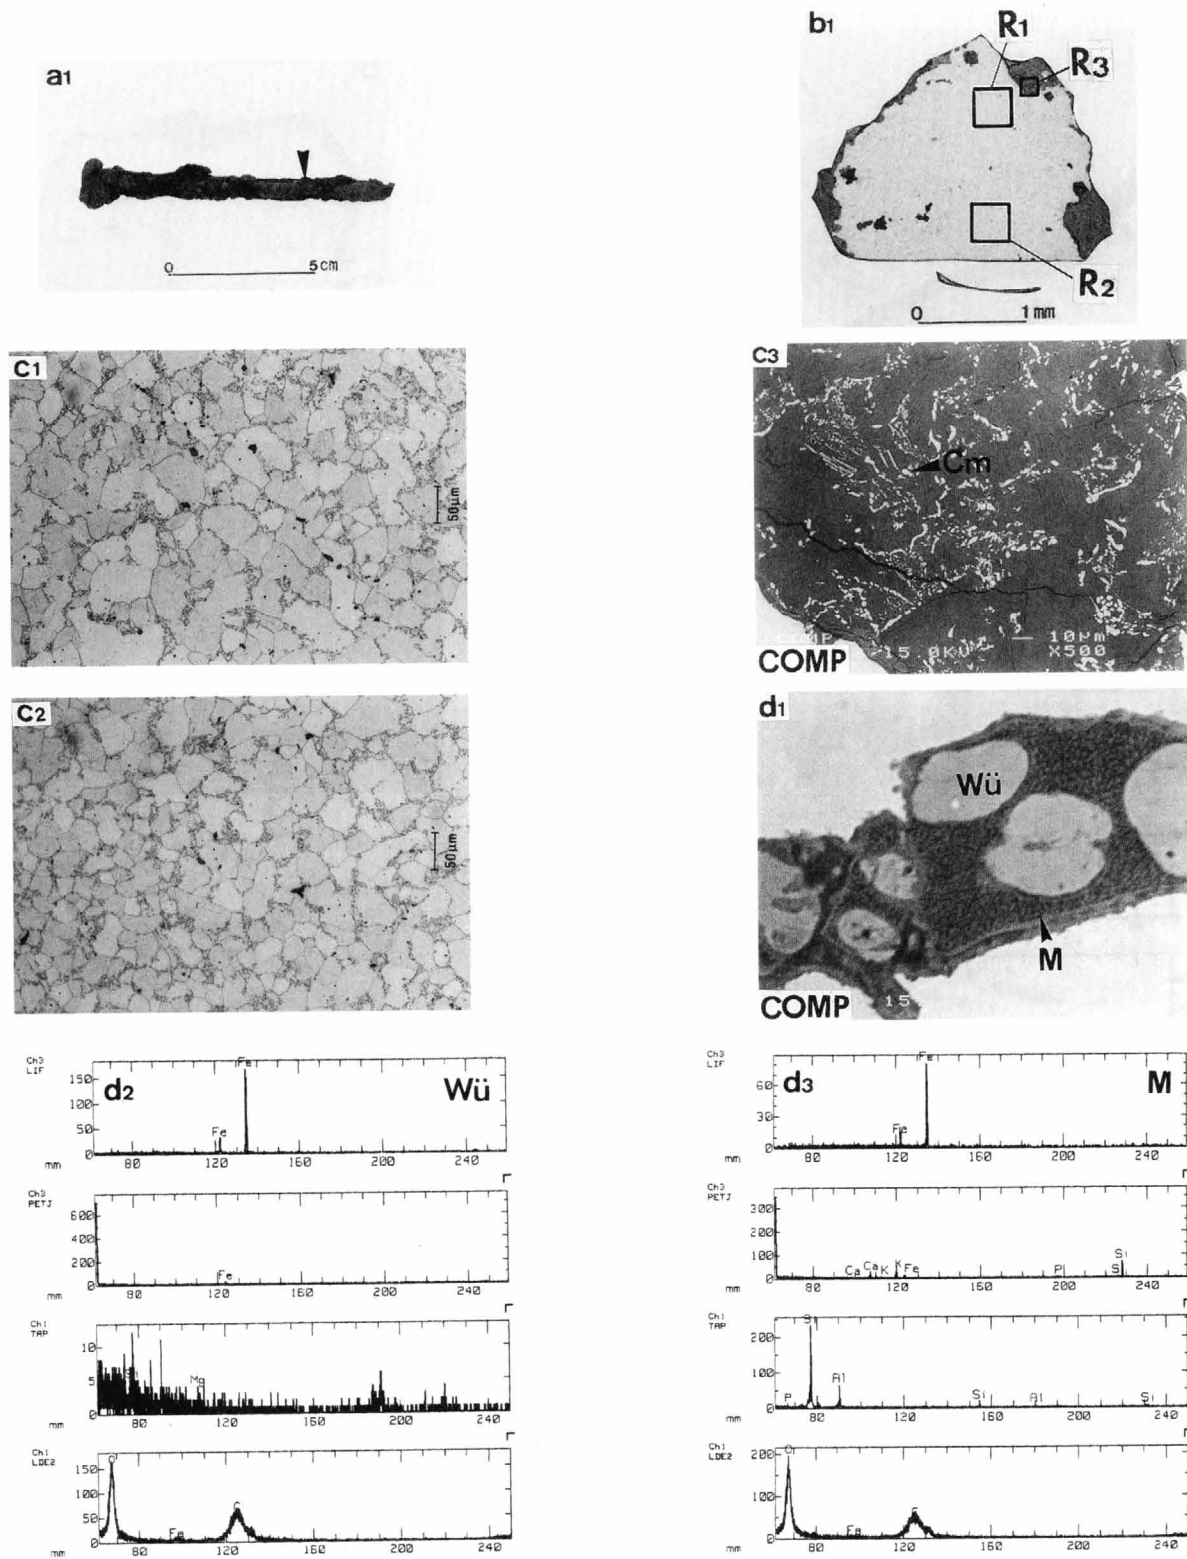 a1
0 5cm
b1
R1
R3
R2
0 1mm
C1
50μm
C3
Cm
COMP 15.0KV 10μm X500
C2
50μm
d1
Wü
M
COMP 15
Ch3
LIF
d2
Wü
Fe
Fe
150
100
50
0
mm 80 120 160 200 240
Ch3
PETJ
600
400
200
0
Fe
mm 80 120 160 200 240
Ch1
TAP
10
5
0
Mg
mm 80 120 160 200 240
Ch1
LDE2
150
100
50
0
O
Fe
C
mm 80 120 160 200 240
Ch3
LIF
d3
M
Fe
Fe
60
30
0
mm 80 120 160 200 240
Ch3
PETJ
300
200
100
0
Ca Ca K K Fe P S Si
mm 80 120 160 200 240
Ch1
TAP
200
100
0
P Si Al Si Al Si
mm 80 120 160 200 240
Ch1
LDE2
200
150
100
50
0
O
Fe
mm 80 120 160 200 240